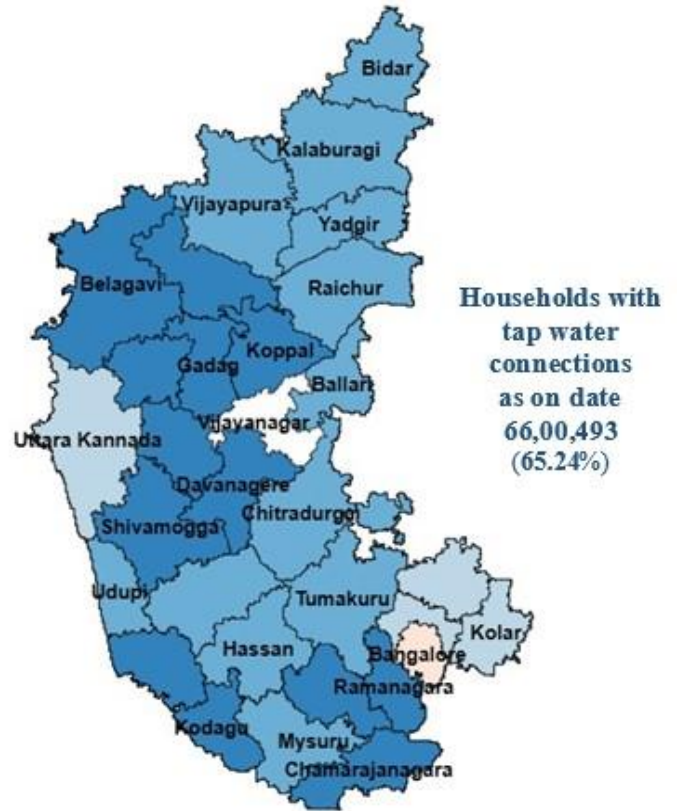 Bidar
Kalaburagi
Vijayapura
Yadgir
Belagavi
Raichur
Households with
tap water
connections
as on date
66,00,493
(65.24%)
Koppal
Gadag
Ballari
Vijayanagar
Uttara Kannada
Davanagere
Chitradurga
Shivamogga
Udupi
Tumakuru
Kolar
Hassan
Bangalore
Ramanagara
Kodagu
Mysuru
Chamarajanagara